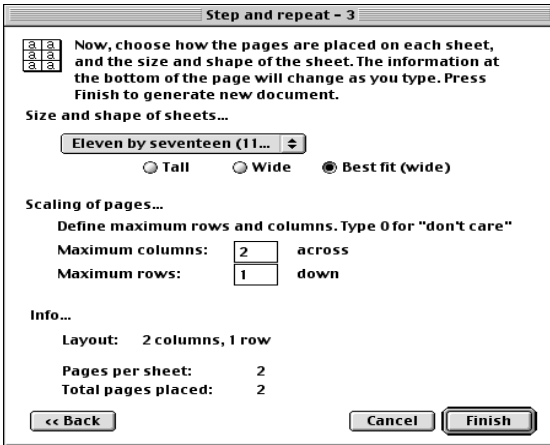 Step and repeat - 3
a a
a a
a a
Now, choose how the pages are placed on each sheet,
and the size and shape of the sheet. The information at
the bottom of the page will change as you type. Press
Finish to generate new document.
Size and shape of sheets...
Eleven by seventeen (11...
Tall Wide Best fit (wide)
Scaling of pages...
Define maximum rows and columns. Type 0 for "don't care"
Maximum columns: 2 across
Maximum rows: 1 down
Info...
Layout: 2 columns, 1 row
Pages per sheet: 2
Total pages placed: 2
<< Back Cancel Finish